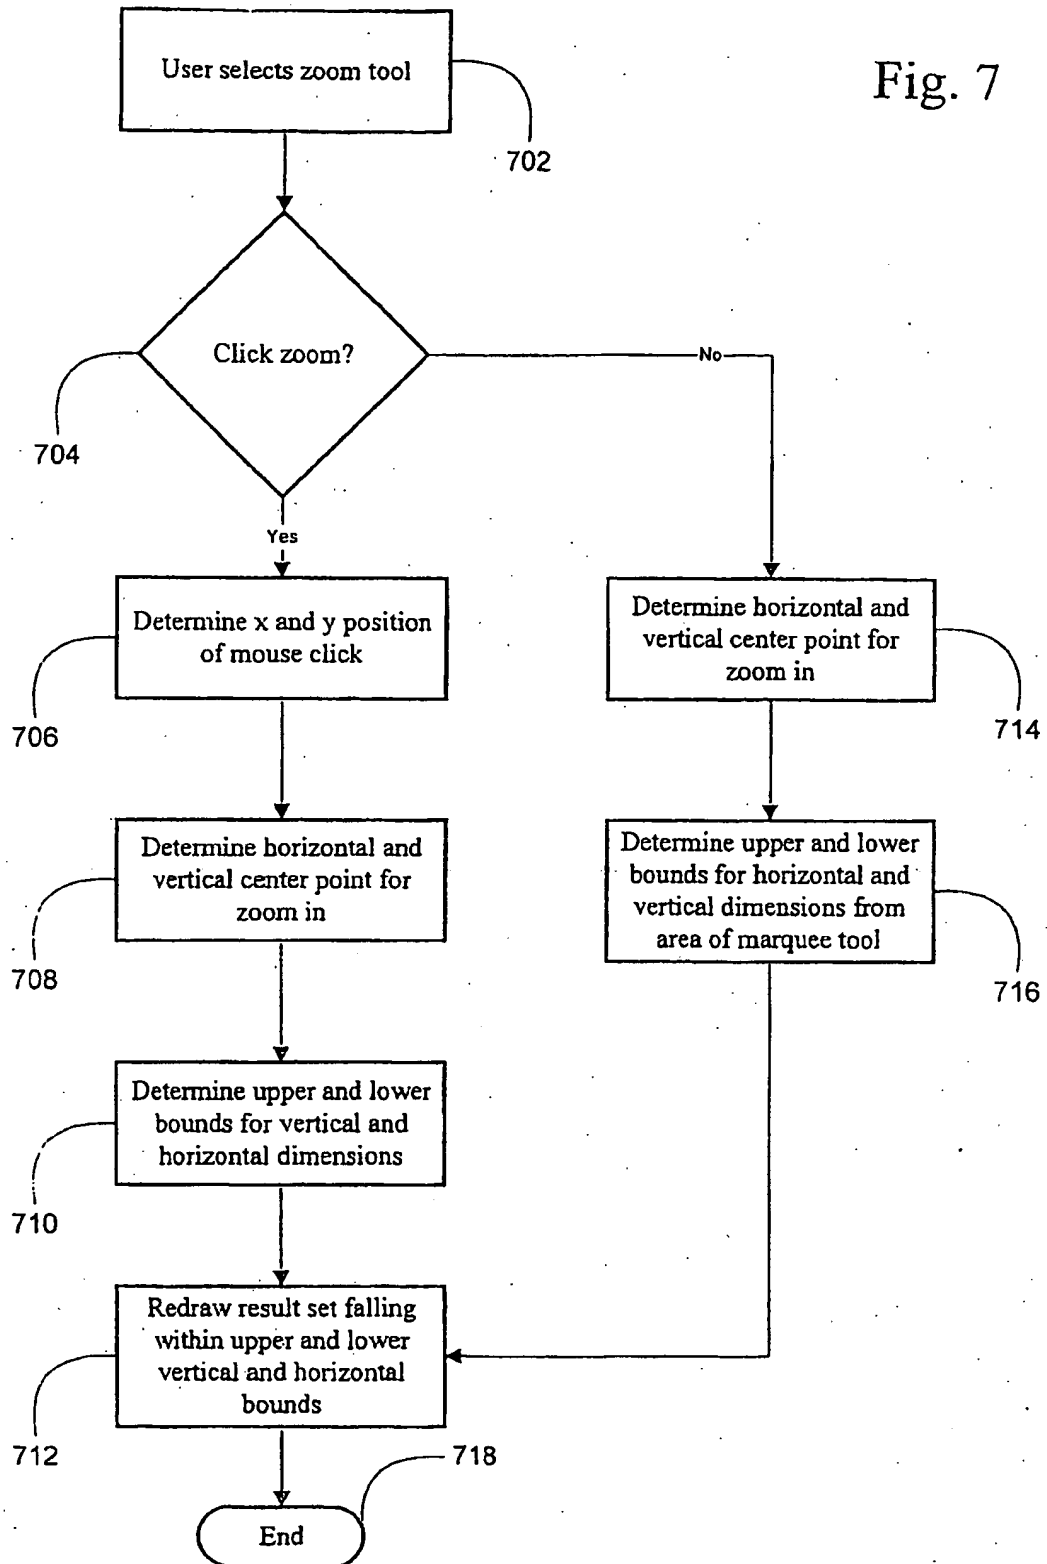 User selects zoom tool
Fig. 7
702
Click zoom?
No
704
Yes
Determine x and y position
of mouse click
706
Determine horizontal and
vertical center point for
zoom in
714
Determine horizontal and
vertical center point for
zoom in
708
Determine upper and lower
bounds for horizontal and
vertical dimensions from
area of marquee tool
716
Determine upper and lower
bounds for vertical and
horizontal dimensions
710
Redraw result set falling
within upper and lower
vertical and horizontal
bounds
712
718
End